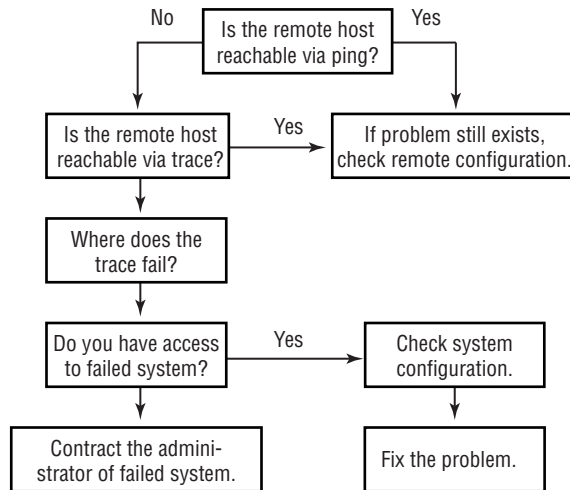 No
Is the remote host
reachable via ping?
Yes
Is the remote host
reachable via trace?
Yes
If problem still exists,
check remote configuration.
Where does the
trace fail?
Do you have access
to failed system?
Yes
Check system
configuration.
Contract the admini-
strator of failed system.
Fix the problem.